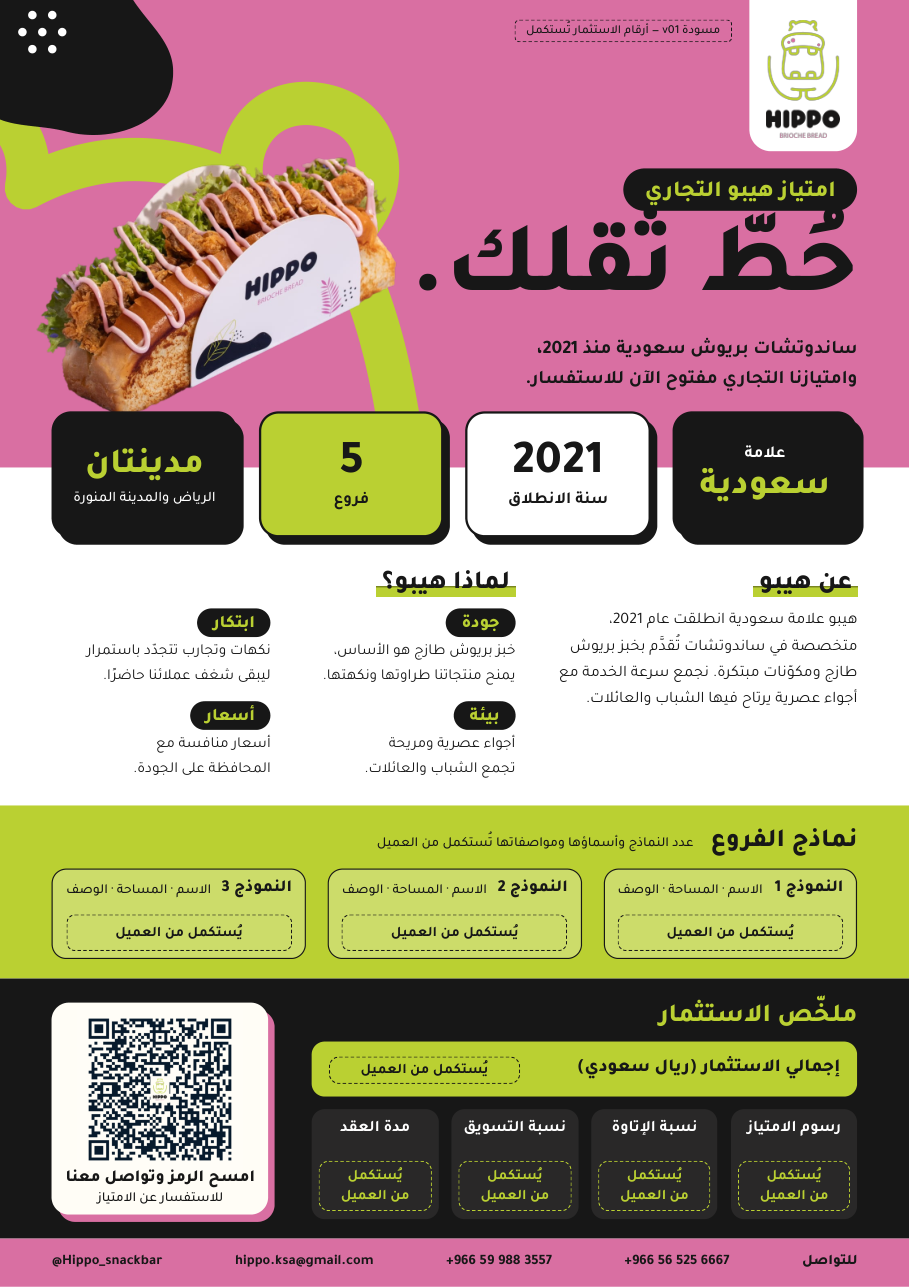 مسودة v01 – أرقام الاستثمار تُستكمل
HIPPO
BRIOCHE BREAD
امتياز هيبو التجاري
حُطّ ثقلك.
HIPPO
BRIOCHE BREAD
ساندوتشات بريوش سعودية منذ 2021،
وامتيازنا التجاري مفتوح الآن للاستفسار.
علامة
سعودية
2021
سنة الانطلاق
5
فروع
مدينتان
الرياض والمدينة المنورة
عن هيبو
هيبو علامة سعودية انطلقت عام 2021،
متخصصة في ساندوتشات تُقدَّم بخبز بريوش
طازج ومكوّنات مبتكرة. نجمع سرعة الخدمة مع
أجواء عصرية يرتاح فيها الشباب والعائلات.
لماذا هيبو؟
جودة
خبز بريوش طازج هو الأساس،
يمنح منتجاتنا طراوتها ونكهتها.
ابتكار
نكهات وتجارب تتجدّد باستمرار
ليبقى شغف عملائنا حاضرًا.
بيئة
أجواء عصرية ومريحة
تجمع الشباب والعائلات.
أسعار
أسعار منافسة مع
المحافظة على الجودة.
نماذج الفروع
عدد النماذج وأسماؤها ومواصفاتها تُستكمل من العميل
النموذج 1 الاسم · المساحة · الوصف
يُستكمل من العميل
النموذج 2 الاسم · المساحة · الوصف
يُستكمل من العميل
النموذج 3 الاسم · المساحة · الوصف
يُستكمل من العميل
ملخّص الاستثمار
إجمالي الاستثمار (ريال سعودي)
يُستكمل من العميل
رسوم الامتياز
يُستكمل
من العميل
نسبة الإتاوة
يُستكمل
من العميل
نسبة التسويق
يُستكمل
من العميل
مدة العقد
يُستكمل
من العميل
HIPPO
امسح الرمز وتواصل معنا
للاستفسار عن الامتياز
للتواصل
+966 56 525 6667
+966 59 988 3557
hippo.ksa@gmail.com
@Hippo_snackbar